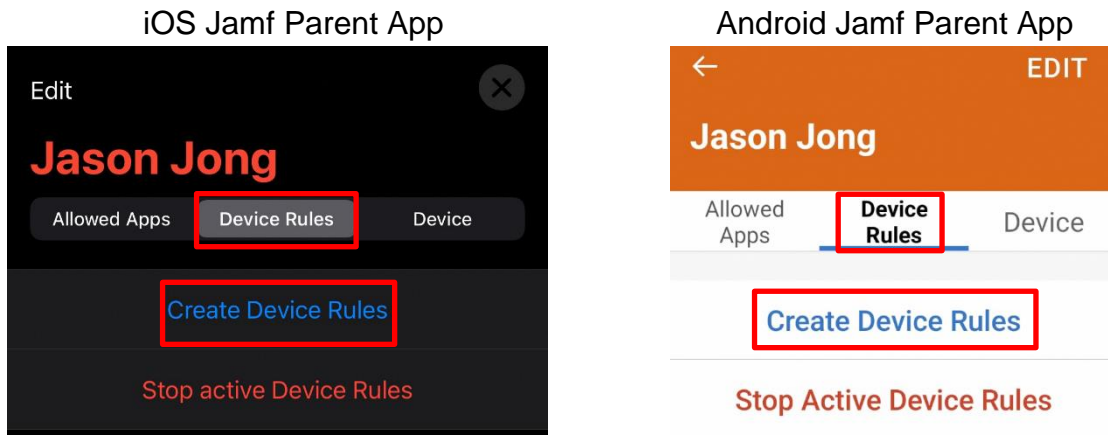 iOS Jamf Parent App
Edit
Jason Jong
Allowed Apps Device Rules Device
Create Device Rules
Stop active Device Rules
Android Jamf Parent App
EDIT
Jason Jong
Allowed
Apps
Device
Rules
Device
Create Device Rules
Stop Active Device Rules